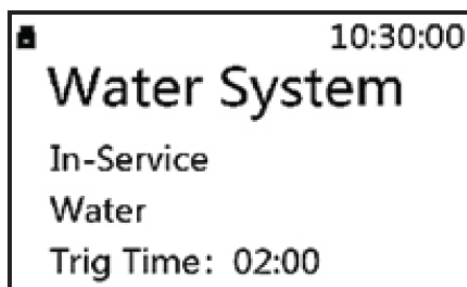 10:30:00
Water System
In-Service
Water
Trig Time: 02:00